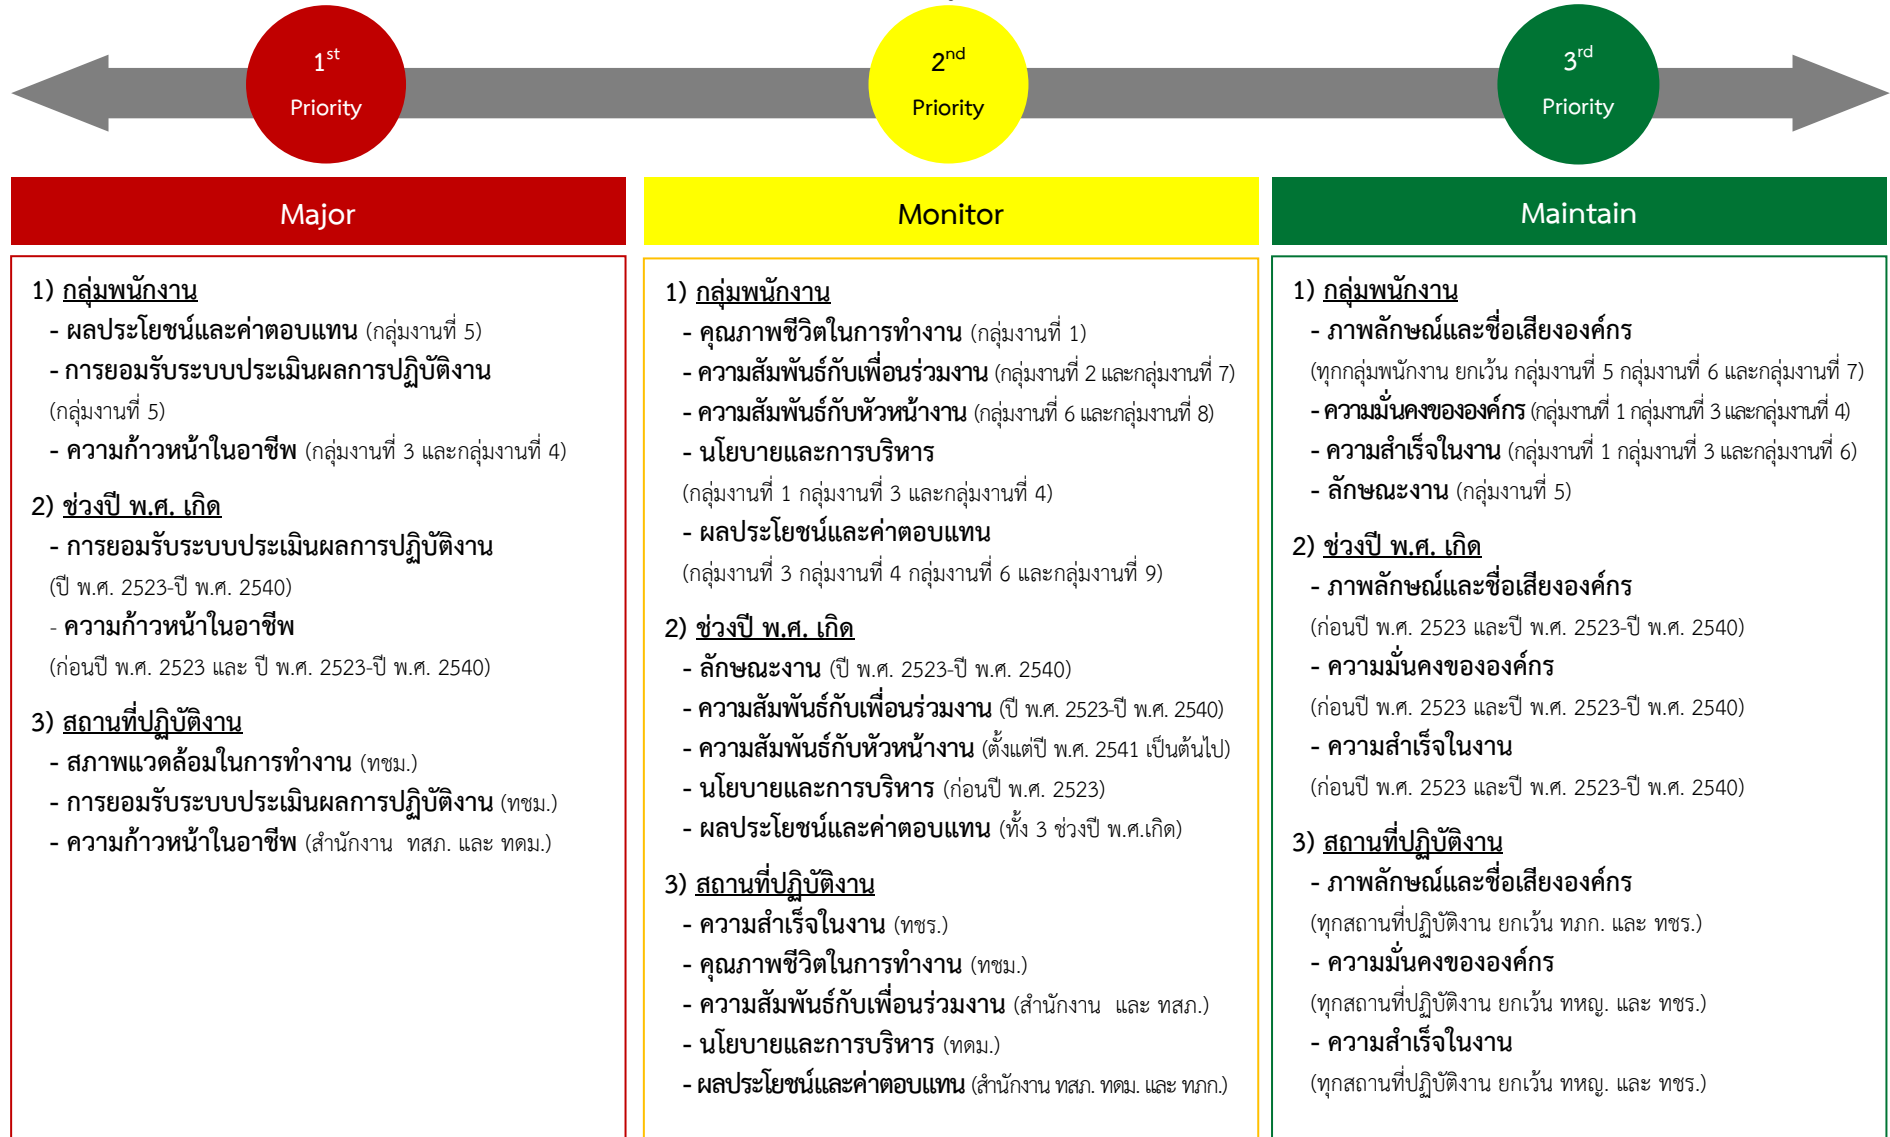 1st
Priority
2nd
Priority
3rd
Priority
Major
1) กลุ่มพนักงาน
- ผลประโยชน์และค่าตอบแทน (กลุ่มงานที่ 5)
- การยอมรับระบบประเมินผลการปฏิบัติงาน
(กลุ่มงานที่ 5)
- ความก้าวหน้าในอาชีพ (กลุ่มงานที่ 3 และกลุ่มงานที่ 4)
2) ช่วงปี พ.ศ. เกิด
- การยอมรับระบบประเมินผลการปฏิบัติงาน
(ปี พ.ศ. 2523-ปี พ.ศ. 2540)
- ความก้าวหน้าในอาชีพ
(ก่อนปี พ.ศ. 2523 และ ปี พ.ศ. 2523-ปี พ.ศ. 2540)
3) สถานที่ปฏิบัติงาน
- สภาพแวดล้อมในการทำงาน (ทชม.)
- การยอมรับระบบประเมินผลการปฏิบัติงาน (ทชม.)
- ความก้าวหน้าในอาชีพ (สำนักงาน ทสภ. และ ทดม.)
Monitor
1) กลุ่มพนักงาน
- คุณภาพชีวิตในการทำงาน (กลุ่มงานที่ 1)
- ความสัมพันธ์กับเพื่อนร่วมงาน (กลุ่มงานที่ 2 และกลุ่มงานที่ 7)
- ความสัมพันธ์กับหัวหน้างาน (กลุ่มงานที่ 6 และกลุ่มงานที่ 8)
- นโยบายและการบริหาร
(กลุ่มงานที่ 1 กลุ่มงานที่ 3 และกลุ่มงานที่ 4)
- ผลประโยชน์และค่าตอบแทน
(กลุ่มงานที่ 3 กลุ่มงานที่ 4 กลุ่มงานที่ 6 และกลุ่มงานที่ 9)
2) ช่วงปี พ.ศ. เกิด
- ลักษณะงาน (ปี พ.ศ. 2523-ปี พ.ศ. 2540)
- ความสัมพันธ์กับเพื่อนร่วมงาน (ปี พ.ศ. 2523-ปี พ.ศ. 2540)
- ความสัมพันธ์กับหัวหน้างาน (ตั้งแต่ปี พ.ศ. 2541 เป็นต้นไป)
- นโยบายและการบริหาร (ก่อนปี พ.ศ. 2523)
- ผลประโยชน์และค่าตอบแทน (ทั้ง 3 ช่วงปี พ.ศ.เกิด)
3) สถานที่ปฏิบัติงาน
- ความสำเร็จในงาน (ทชร.)
- คุณภาพชีวิตในการทำงาน (ทชม.)
- ความสัมพันธ์กับเพื่อนร่วมงาน (สำนักงาน และ ทสภ.)
- นโยบายและการบริหาร (ทดม.)
- ผลประโยชน์และค่าตอบแทน (สำนักงาน ทสภ. ทดม. และ ทภก.)
Maintain
1) กลุ่มพนักงาน
- ภาพลักษณ์และชื่อเสียงองค์กร
(ทุกกลุ่มพนักงาน ยกเว้น กลุ่มงานที่ 5 กลุ่มงานที่ 6 และกลุ่มงานที่ 7)
- ความมั่นคงขององค์กร (กลุ่มงานที่ 1 กลุ่มงานที่ 3 และกลุ่มงานที่ 4)
- ความสำเร็จในงาน (กลุ่มงานที่ 1 กลุ่มงานที่ 3 และกลุ่มงานที่ 6)
- ลักษณะงาน (กลุ่มงานที่ 5)
2) ช่วงปี พ.ศ. เกิด
- ภาพลักษณ์และชื่อเสียงองค์กร
(ก่อนปี พ.ศ. 2523 และปี พ.ศ. 2523-ปี พ.ศ. 2540)
- ความมั่นคงขององค์กร
(ก่อนปี พ.ศ. 2523 และปี พ.ศ. 2523-ปี พ.ศ. 2540)
- ความสำเร็จในงาน
(ก่อนปี พ.ศ. 2523 และปี พ.ศ. 2523-ปี พ.ศ. 2540)
3) สถานที่ปฏิบัติงาน
- ภาพลักษณ์และชื่อเสียงองค์กร
(ทุกสถานที่ปฏิบัติงาน ยกเว้น ทภก. และ ทชร.)
- ความมั่นคงขององค์กร
(ทุกสถานที่ปฏิบัติงาน ยกเว้น ทหญ. และ ทชร.)
- ความสำเร็จในงาน
(ทุกสถานที่ปฏิบัติงาน ยกเว้น ทหญ. และ ทชร.)